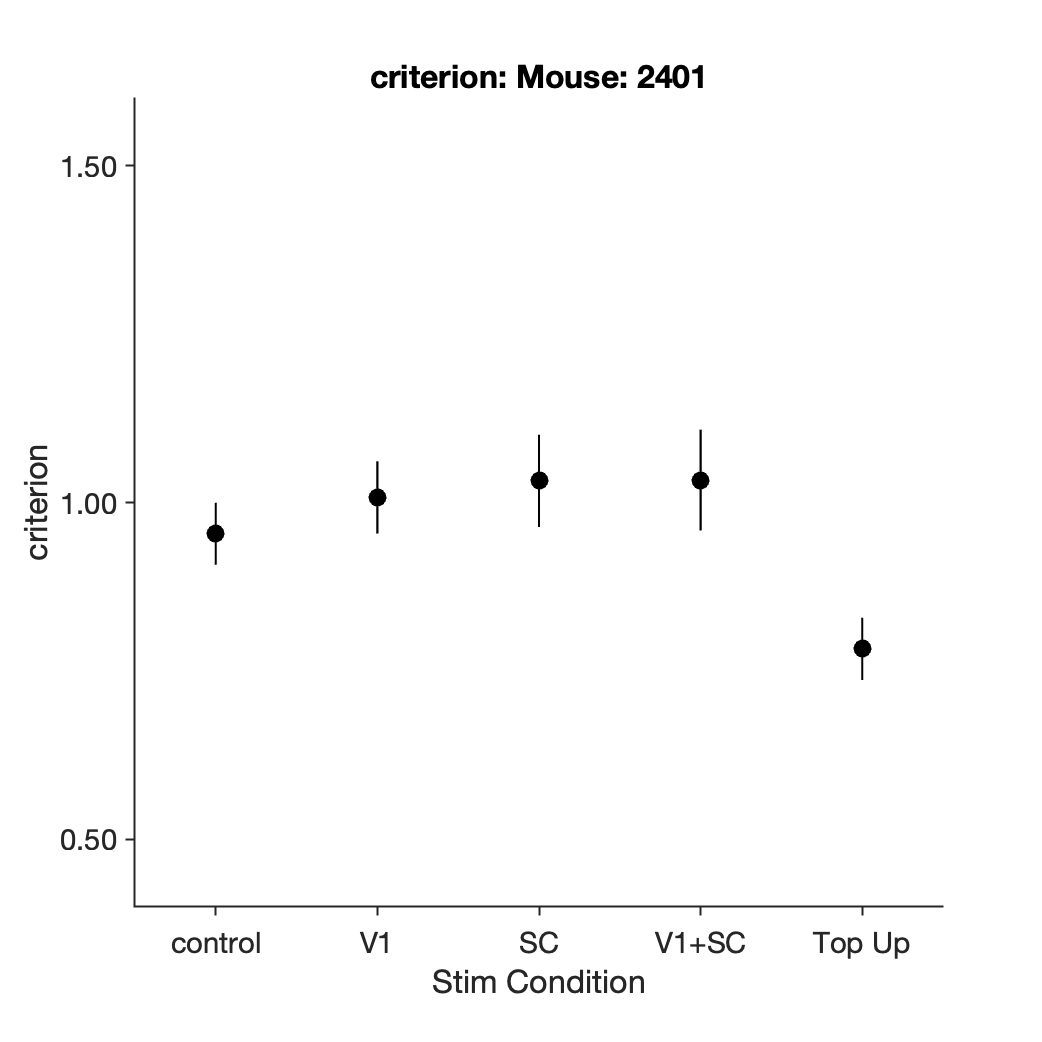 criterion: Mouse: 2401
1.50
1.00
0.50
criterion
control V1 SC V1+SC Top Up
Stim Condition